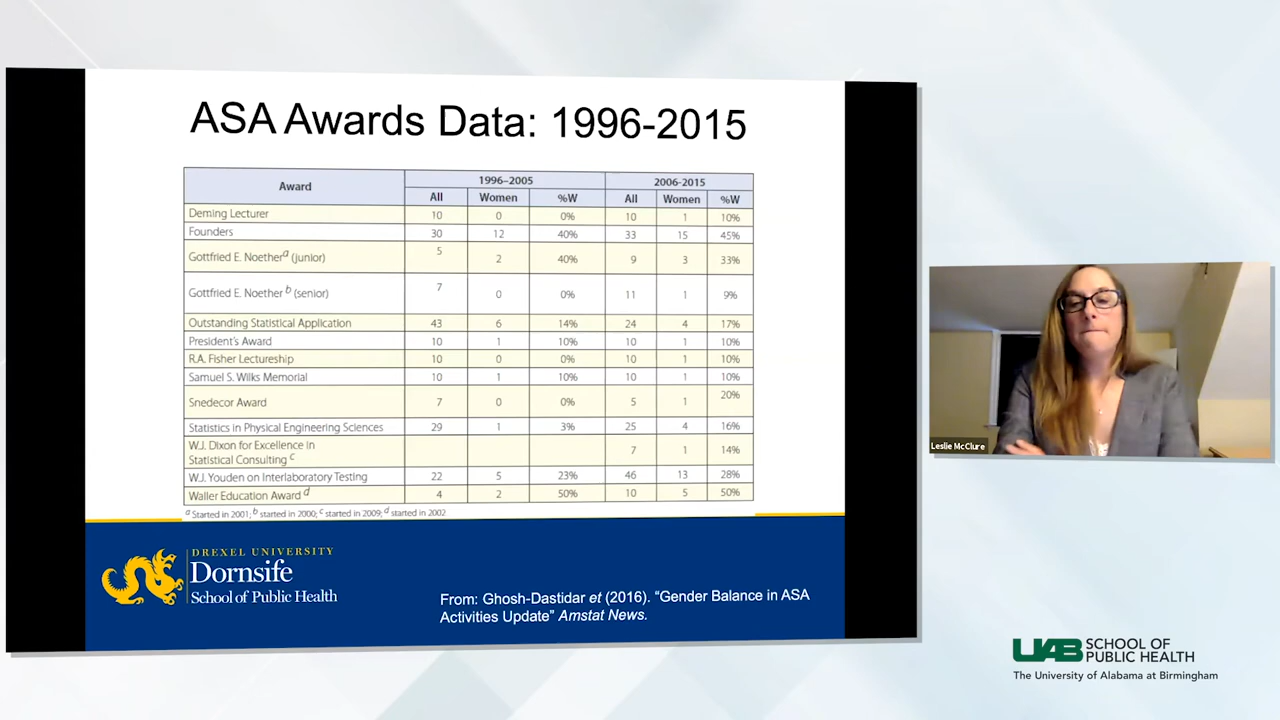 ASA Awards Data: 1996-2015
Award 1996–2005 2006-2015
All Women %W All Women %W
Deming Lecturer 10 0 0% 10 1 10%
Founders 30 12 40% 33 15 45%
Gottfried E. Noether a (junior) 5 2 40% 9 3 33%
Gottfried E. Noether b (senior) 7 0 0% 11 1 9%
Outstanding Statistical Application 43 6 14% 24 4 17%
President's Award 10 1 10% 10 1 10%
R.A. Fisher Lectureship 10 0 0% 10 1 10%
Samuel S. Wilks Memorial 10 1 10% 10 1 10%
Snedecor Award 7 0 0% 5 1 20%
Statistics in Physical Engineering Sciences 29 1 3% 25 4 16%
W.J. Dixon for Excellence in
Statistical Consulting c 7 1 14%
W.J. Youden on Interlaboratory Testing 22 5 23% 46 13 28%
Waller Education Award d 4 2 50% 10 5 50%
a Started in 2001; b started in 2000; c started in 2009; d started in 2002
DREXEL UNIVERSITY
Dornsife
School of Public Health
From: Ghosh-Dastidar et (2016). "Gender Balance in ASA
Activities Update" Amstat News.
Leslie McClure
UAB SCHOOL OF
PUBLIC HEALTH
The University of Alabama at Birmingham